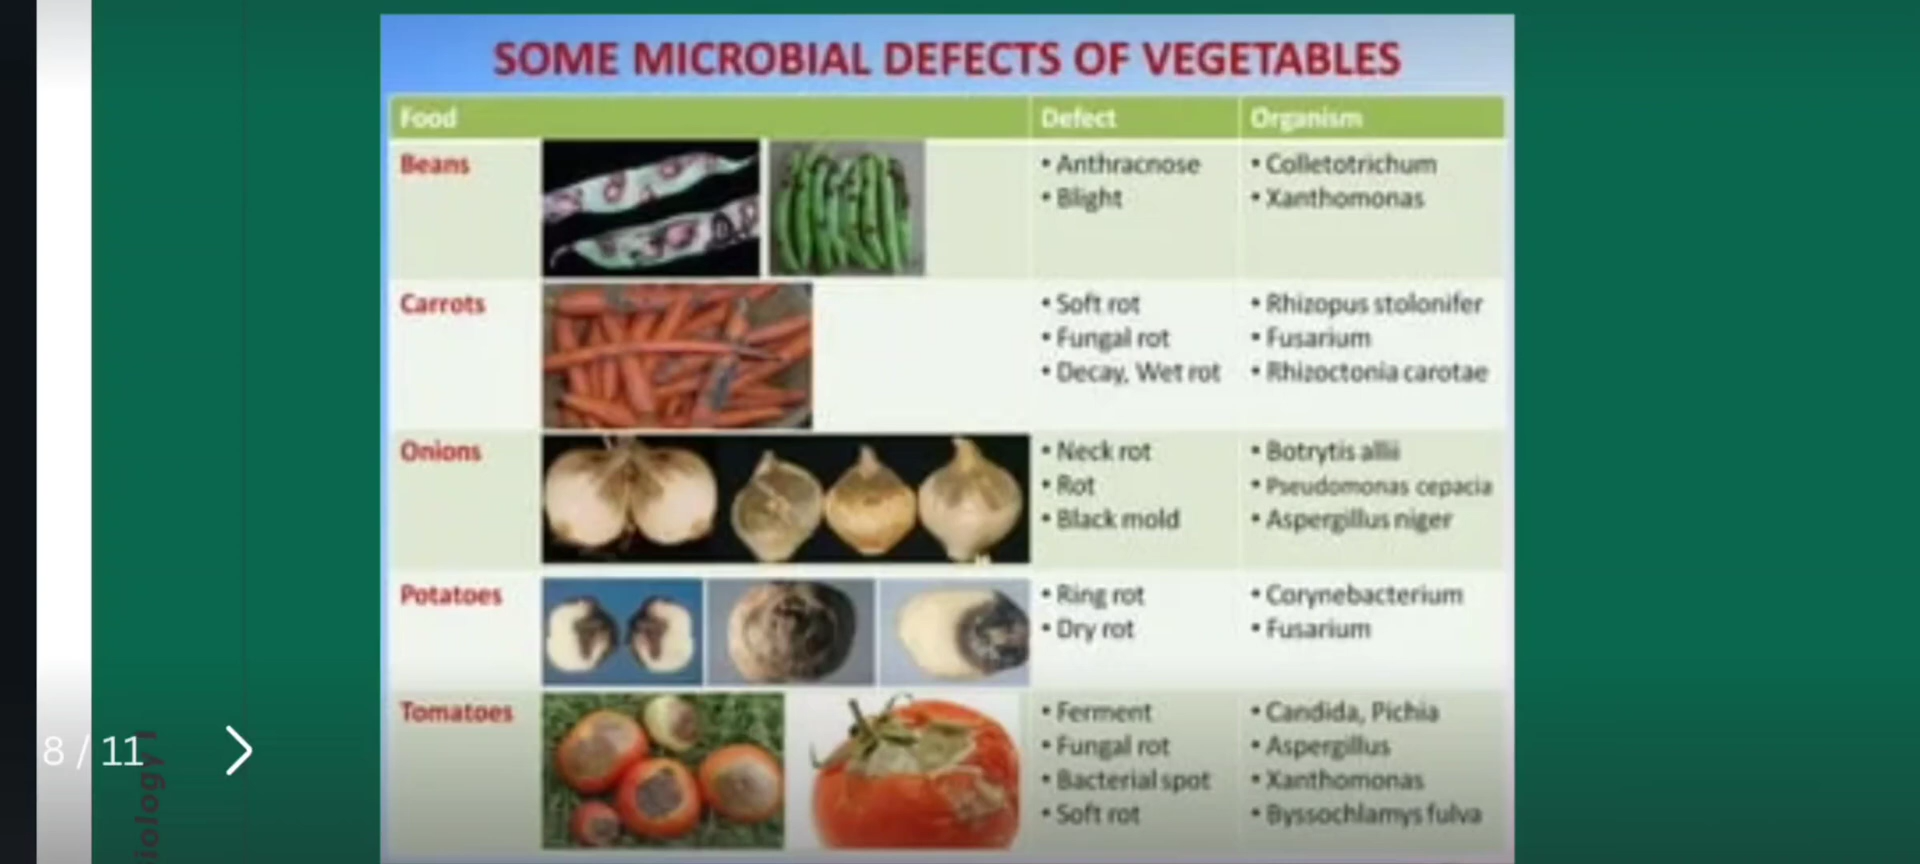 SOME MICROBIAL DEFECTS OF VEGETABLES
Food Defect Organism
Beans
• Anthracnose • Colletotrichum
• Blight • Xanthomonas
Carrots
• Soft rot • Rhizopus stolonifer
• Fungal rot • Fusarium
• Decay, Wet rot • Rhizoctonia carotae
Onions
• Neck rot • Botrytis allii
• Rot • Pseudomonas cepacia
• Black mold • Aspergillus niger
Potatoes
• Ring rot • Corynebacterium
• Dry rot • Fusarium
Tomatoes
• Ferment • Candida, Pichia
• Fungal rot • Aspergillus
• Bacterial spot • Xanthomonas
• Soft rot • Byssochlamys fulva
8 / 11